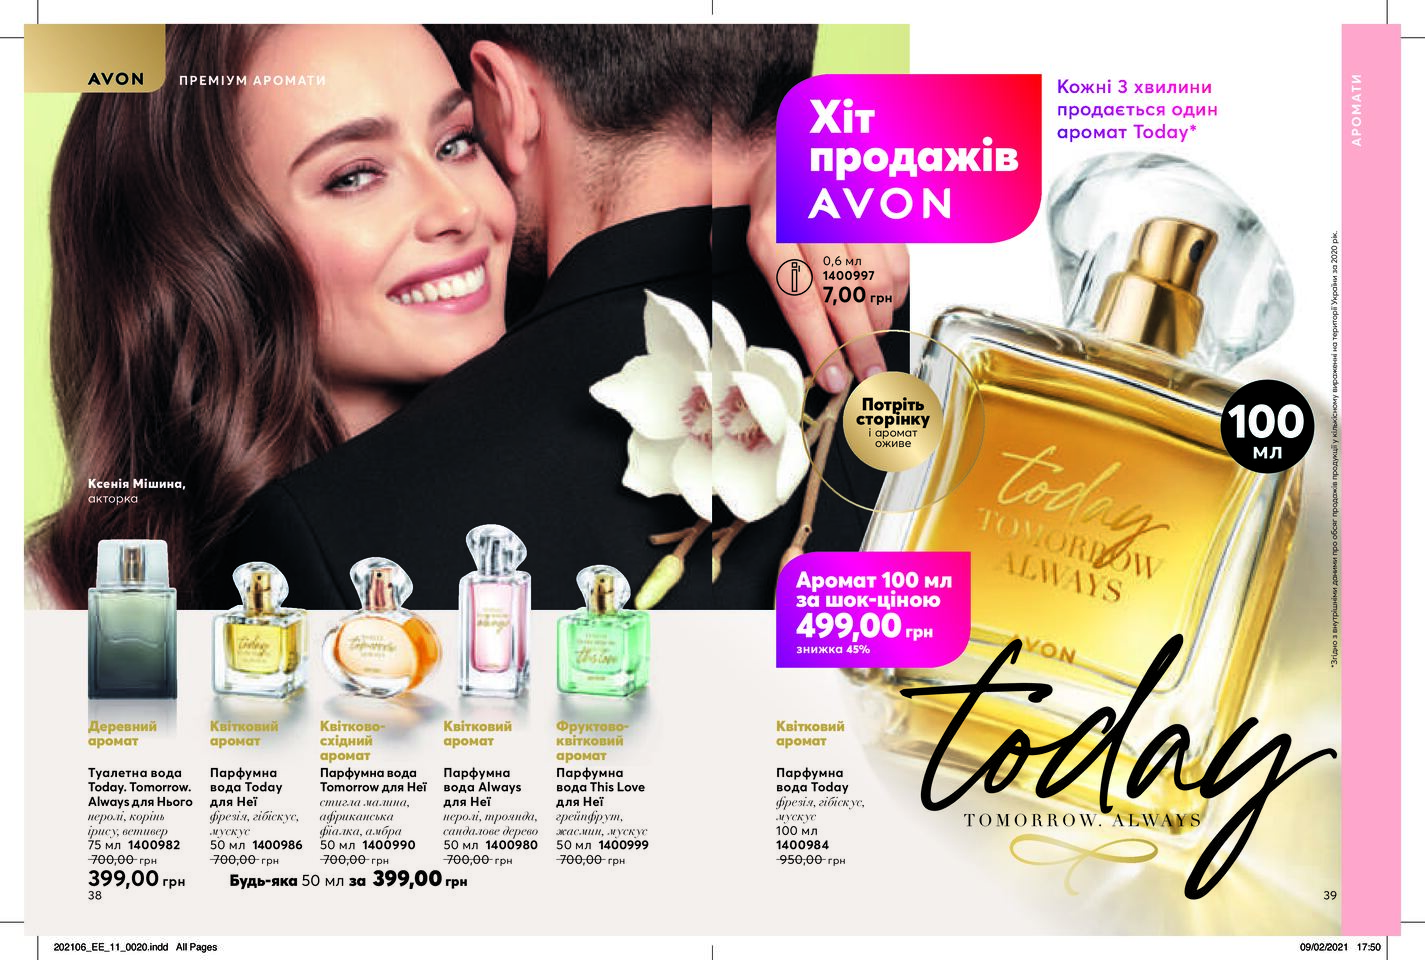 AVON
ПРЕМІУМ АРОМАТИ
Ксенія Мішина,
акторка
Деревний
аромат
Туалетна вода
Today. Tomorrow.
Always для Нього
неролі, корінь
ірису, ветивер
75 мл 1400982
700,00 грн
399,00 грн
38
Квітковий
аромат
Парфумна
вода Today
для Неї
фрезія, гібіскус,
мускус
50 мл 1400986
700,00 грн
Квітково-
східний
аромат
Парфумна вода
Tomorrow для Неї
стигла малина,
африканська
фіалка, амбра
50 мл 1400990
700,00 грн
Квітковий
аромат
Парфумна
вода Always
для Неї
неролі, троянда,
сандалове дерево
50 мл 1400980
700,00 грн
Фруктово-
квітковий
аромат
Парфумна
вода This Love
для Неї
грейпфрут,
жасмин, мускус
50 мл 1400999
700,00 грн
Будь-яка 50 мл за 399,00 грн
today
tomorrow
always
this love
Хіт
продажів
AVON
Кожні 3 хвилини
продається один
аромат Today*
0,6 мл
1400997
7,00 грн
Потріть
сторінку
і аромат
оживе
100
МЛ
today
TOMORROW
ALWAYS
AVON
Аромат 100 мл
за шок-ціною
499,00 грн
знижка 45%
today
TOMORROW. ALWAYS
Квітковий
аромат
Парфумна
вода Today
фрезія, гібіскус,
мускус
100 мл
1400984
950,00 грн
39
АРОМАТИ
*Згідно з внутрішніми даними про обсяг продажів продукції у кількісному вираженні на території України за 2020 рік.
202106_EE_11_0020.indd All Pages
09/02/2021 17:50